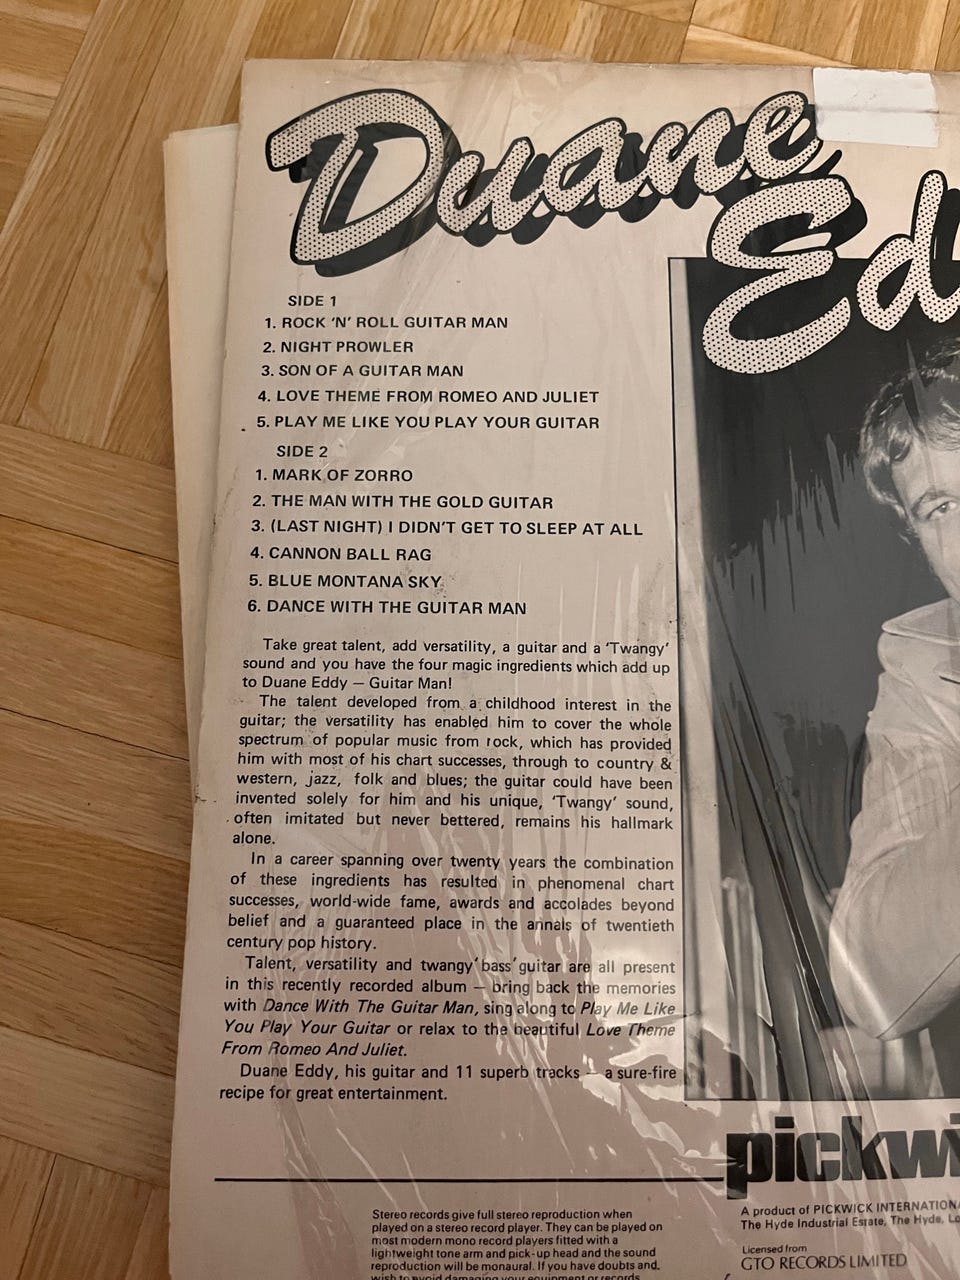 Duane
Ed
SIDE 1
1. ROCK 'N' ROLL GUITAR MAN
2. NIGHT PROWLER
3. SON OF A GUITAR MAN
4. LOVE THEME FROM ROMEO AND JULIET
5. PLAY ME LIKE YOU PLAY YOUR GUITAR
SIDE 2
1. MARK OF ZORRO
2. THE MAN WITH THE GOLD GUITAR
3. (LAST NIGHT) I DIDN'T GET TO SLEEP AT ALL
4. CANNON BALL RAG
5. BLUE MONTANA SKY
6. DANCE WITH THE GUITAR MAN
Take great talent, add versatility, a guitar and a 'Twangy'
sound and you have the four magic ingredients which add up
to Duane Eddy — Guitar Man!
The talent developed from a childhood interest in the
guitar; the versatility has enabled him to cover the whole
spectrum of popular music from rock, which has provided
him with most of his chart successes, through to country &
western, jazz, folk and blues; the guitar could have been
invented solely for him and his unique, 'Twangy' sound,
often imitated but never bettered, remains his hallmark
alone.
In a career spanning over twenty years the combination
of these ingredients has resulted in phenomenal chart
successes, world-wide fame, awards and accolades beyond
belief and a guaranteed place in the annals of twentieth
century pop history.
Talent, versatility and twangy 'bass' guitar are all present
in this recently recorded album — bring back the memories
with Dance With The Guitar Man, sing along to Play Me Like
You Play Your Guitar or relax to the beautiful Love Theme
From Romeo And Juliet.
Duane Eddy, his guitar and 11 superb tracks — a sure-fire
recipe for great entertainment.
pickwi
A product of PICKWICK INTERNATIONA
The Hyde Industrial Estate, The Hyde, Lo
Licensed from
GTO RECORDS LIMITED
Stereo records give full stereo reproduction when
played on a stereo record player. They can be played on
most modern mono record players fitted with a
lightweight tone arm and pick-up head and the sound
reproduction will be monaural. If you have doubts and,
wish to avoid damaging your equipment or records